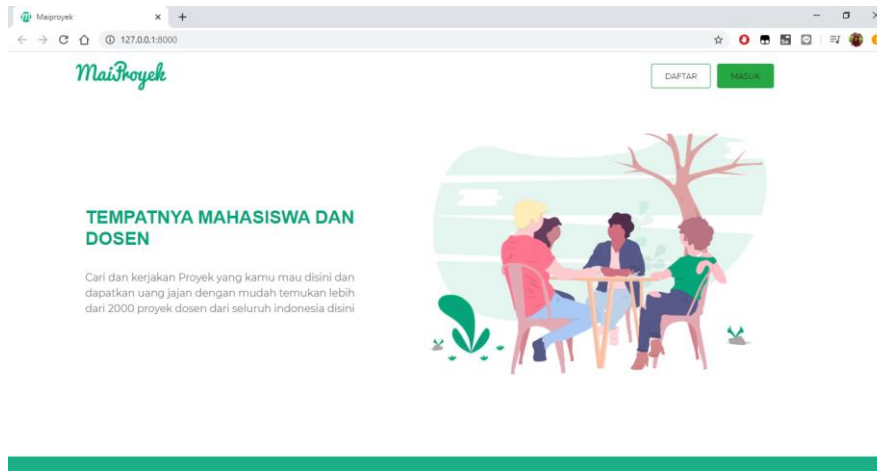 Maiproyek
127.0.0.1:8000
MaiProyek
DAFTAR
MASUK
TEMPATNYA MAHASISWA DAN
DOSEN
Cari dan kerjakan Proyek yang kamu mau disini dan
dapatkan uang jajan dengan mudah temukan lebih
dari 2000 proyek dosen dari seluruh indonesia disini